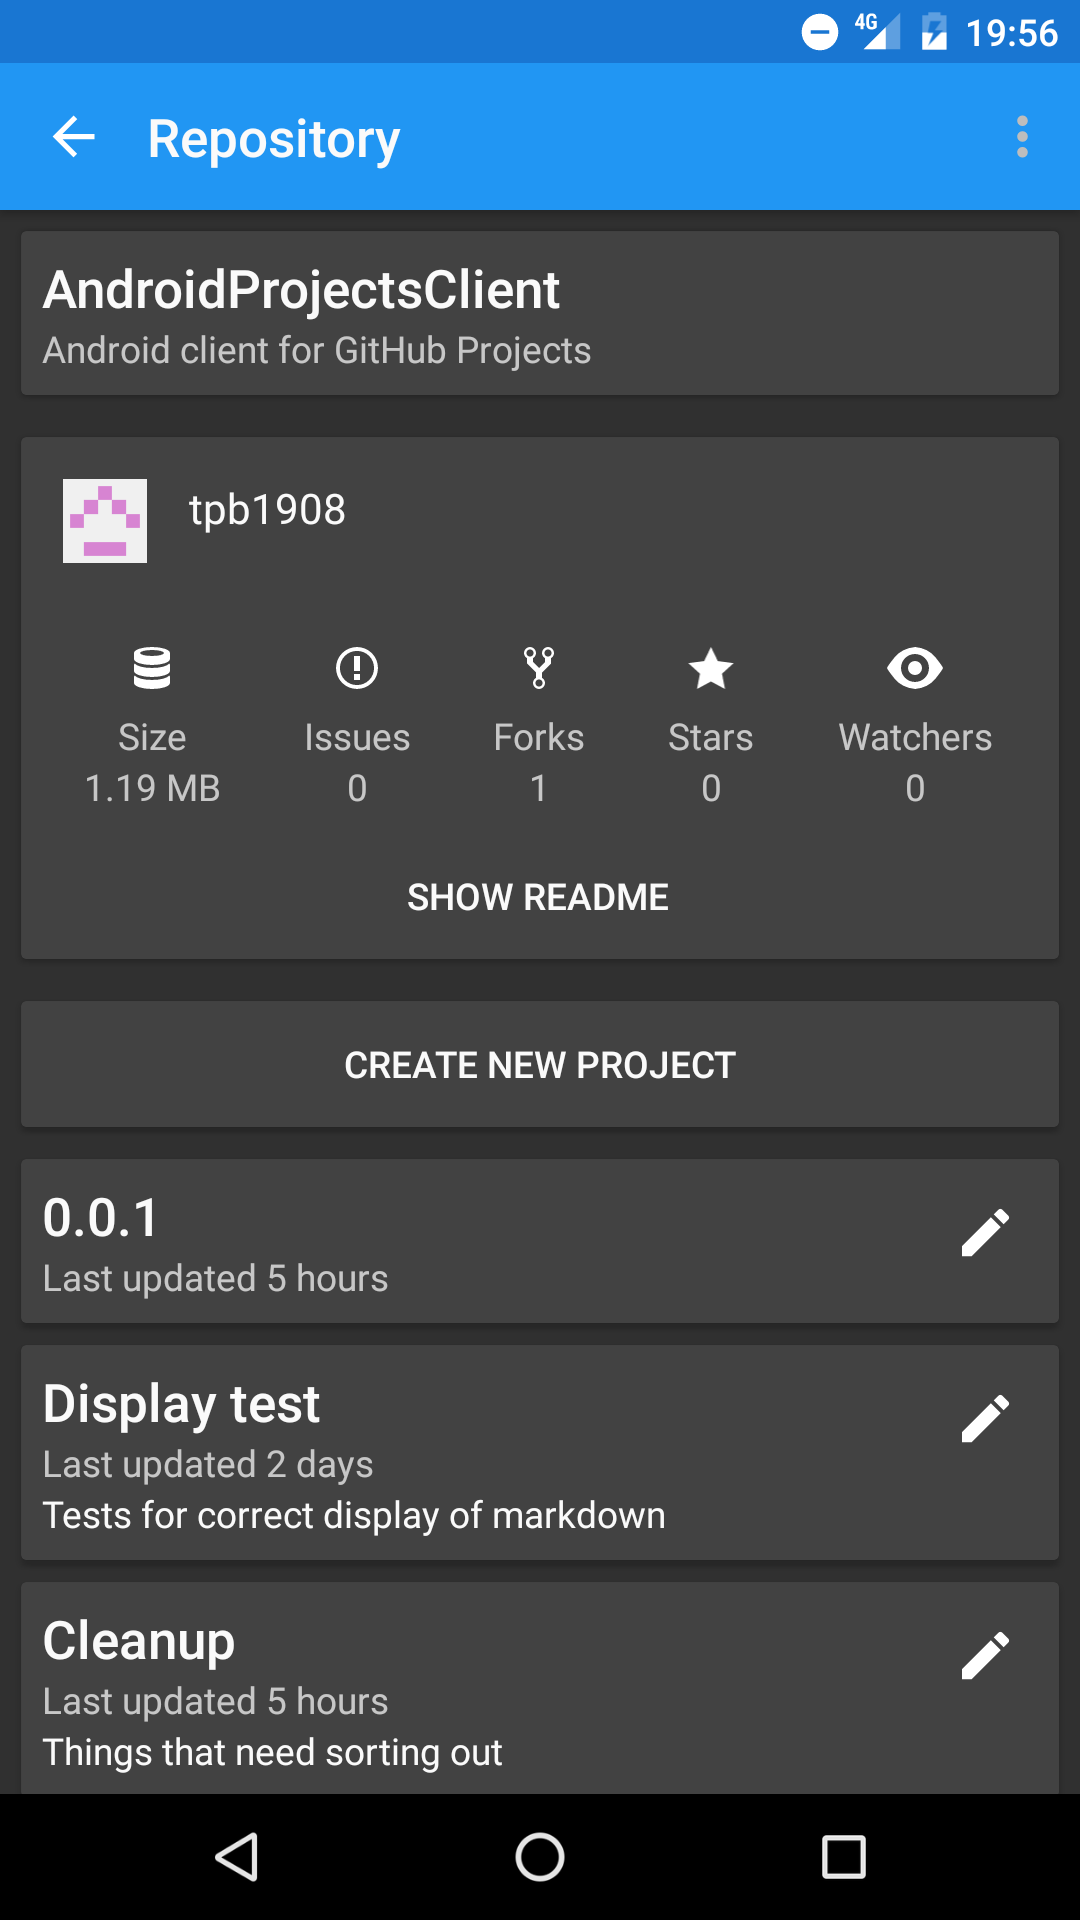 4G 19:56
Repository
AndroidProjectsClient
Android client for GitHub Projects
tpb1908
Size Issues Forks Stars Watchers
1.19 MB 0 1 0 0
SHOW README
CREATE NEW PROJECT
0.0.1
Last updated 5 hours
Display test
Last updated 2 days
Tests for correct display of markdown
Cleanup
Last updated 5 hours
Things that need sorting out